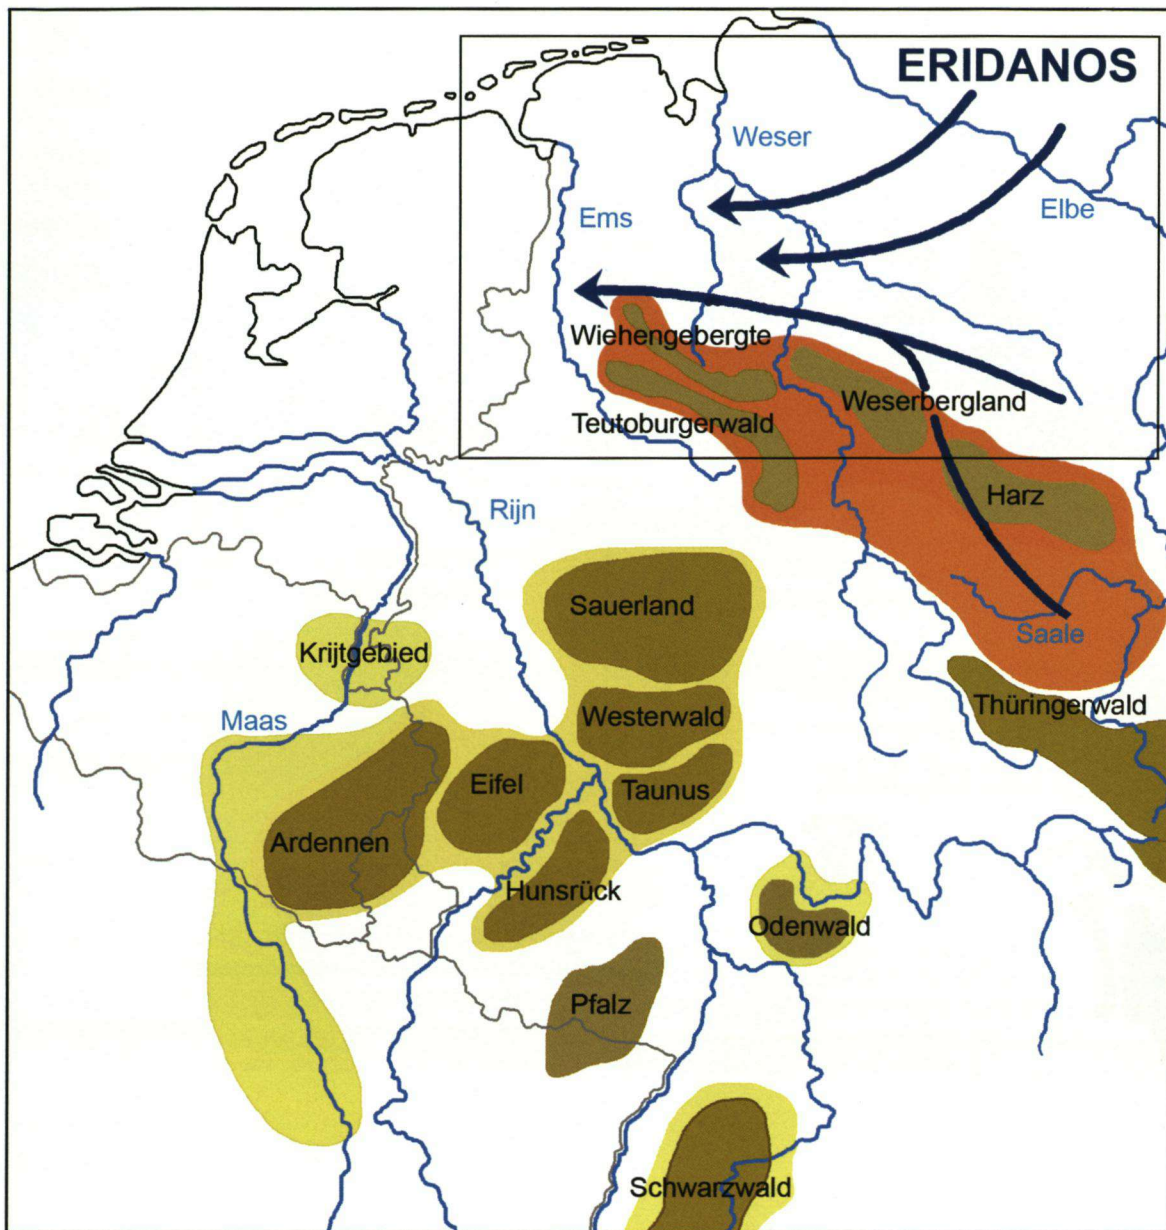 ERIDANOS
Weser
Elbe
Ems
Wiehengebergte
Weserbergland
Teutoburgerwald
Harz
Rijn
Sauerland
Saale
Krijtgebied
Thüringerwald
Westerwald
Maas
Eifel
Taunus
Ardennen
Hunsrück
Odenwald
Pfalz
Schwarzwald